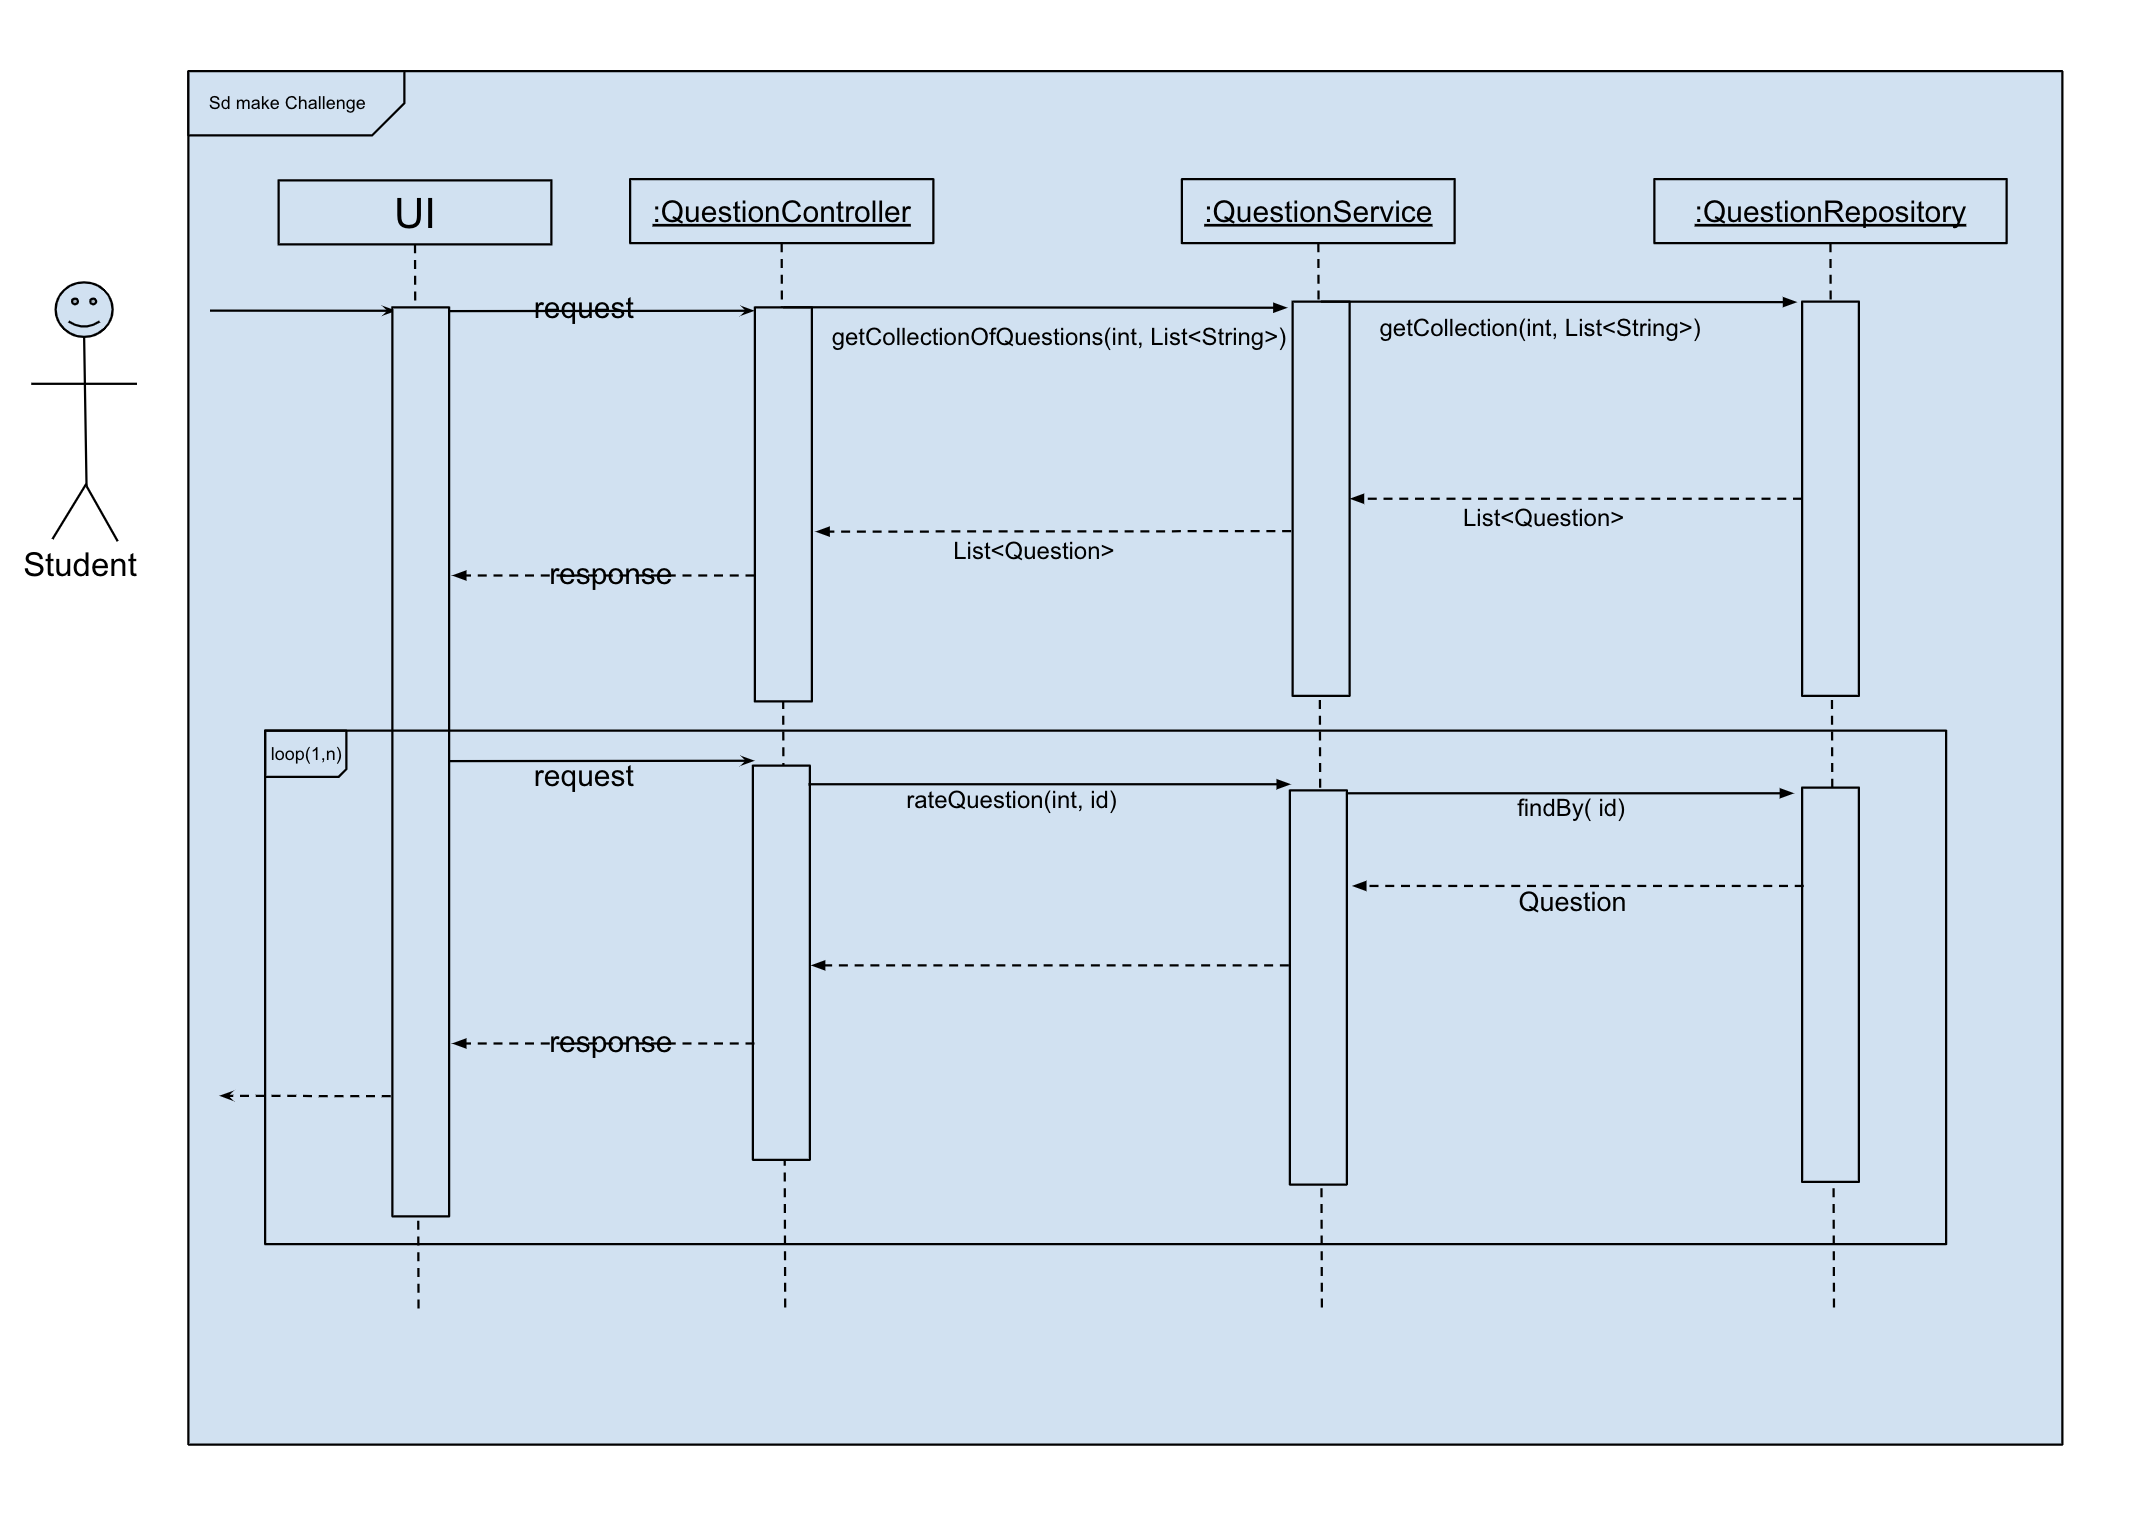 Sd make Challenge
UI
:QuestionController
:QuestionService
:QuestionRepository
request
getCollectionOfQuestions(int, List<String>)
getCollection(int, List<String>)
List<Question>
List<Question>
response
Student
loop(1,n)
request
rateQuestion(int, id)
findBy( id)
Question
response